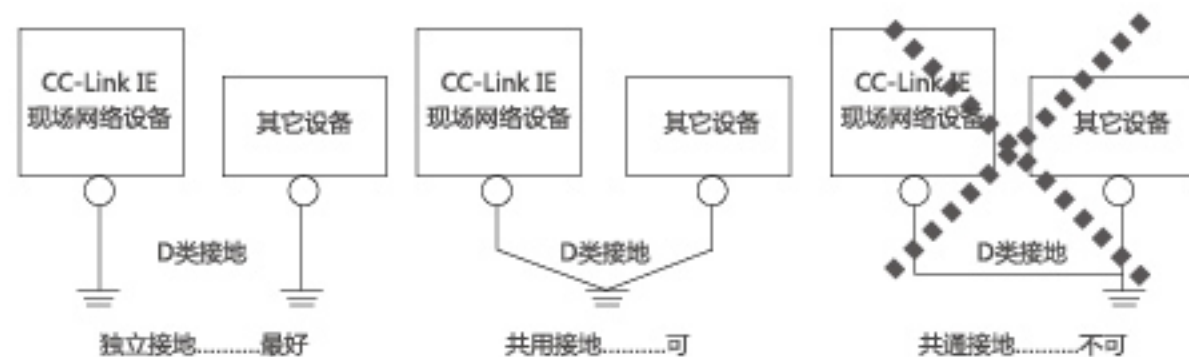 CC-Link IE
现场网络设备
其它设备
D类接地
独立接地..........最好
CC-Link IE
现场网络设备
其它设备
D类接地
共用接地..........可
CC-Link IE
现场网络设备
其它设备
D类接地
共通接地..........不可